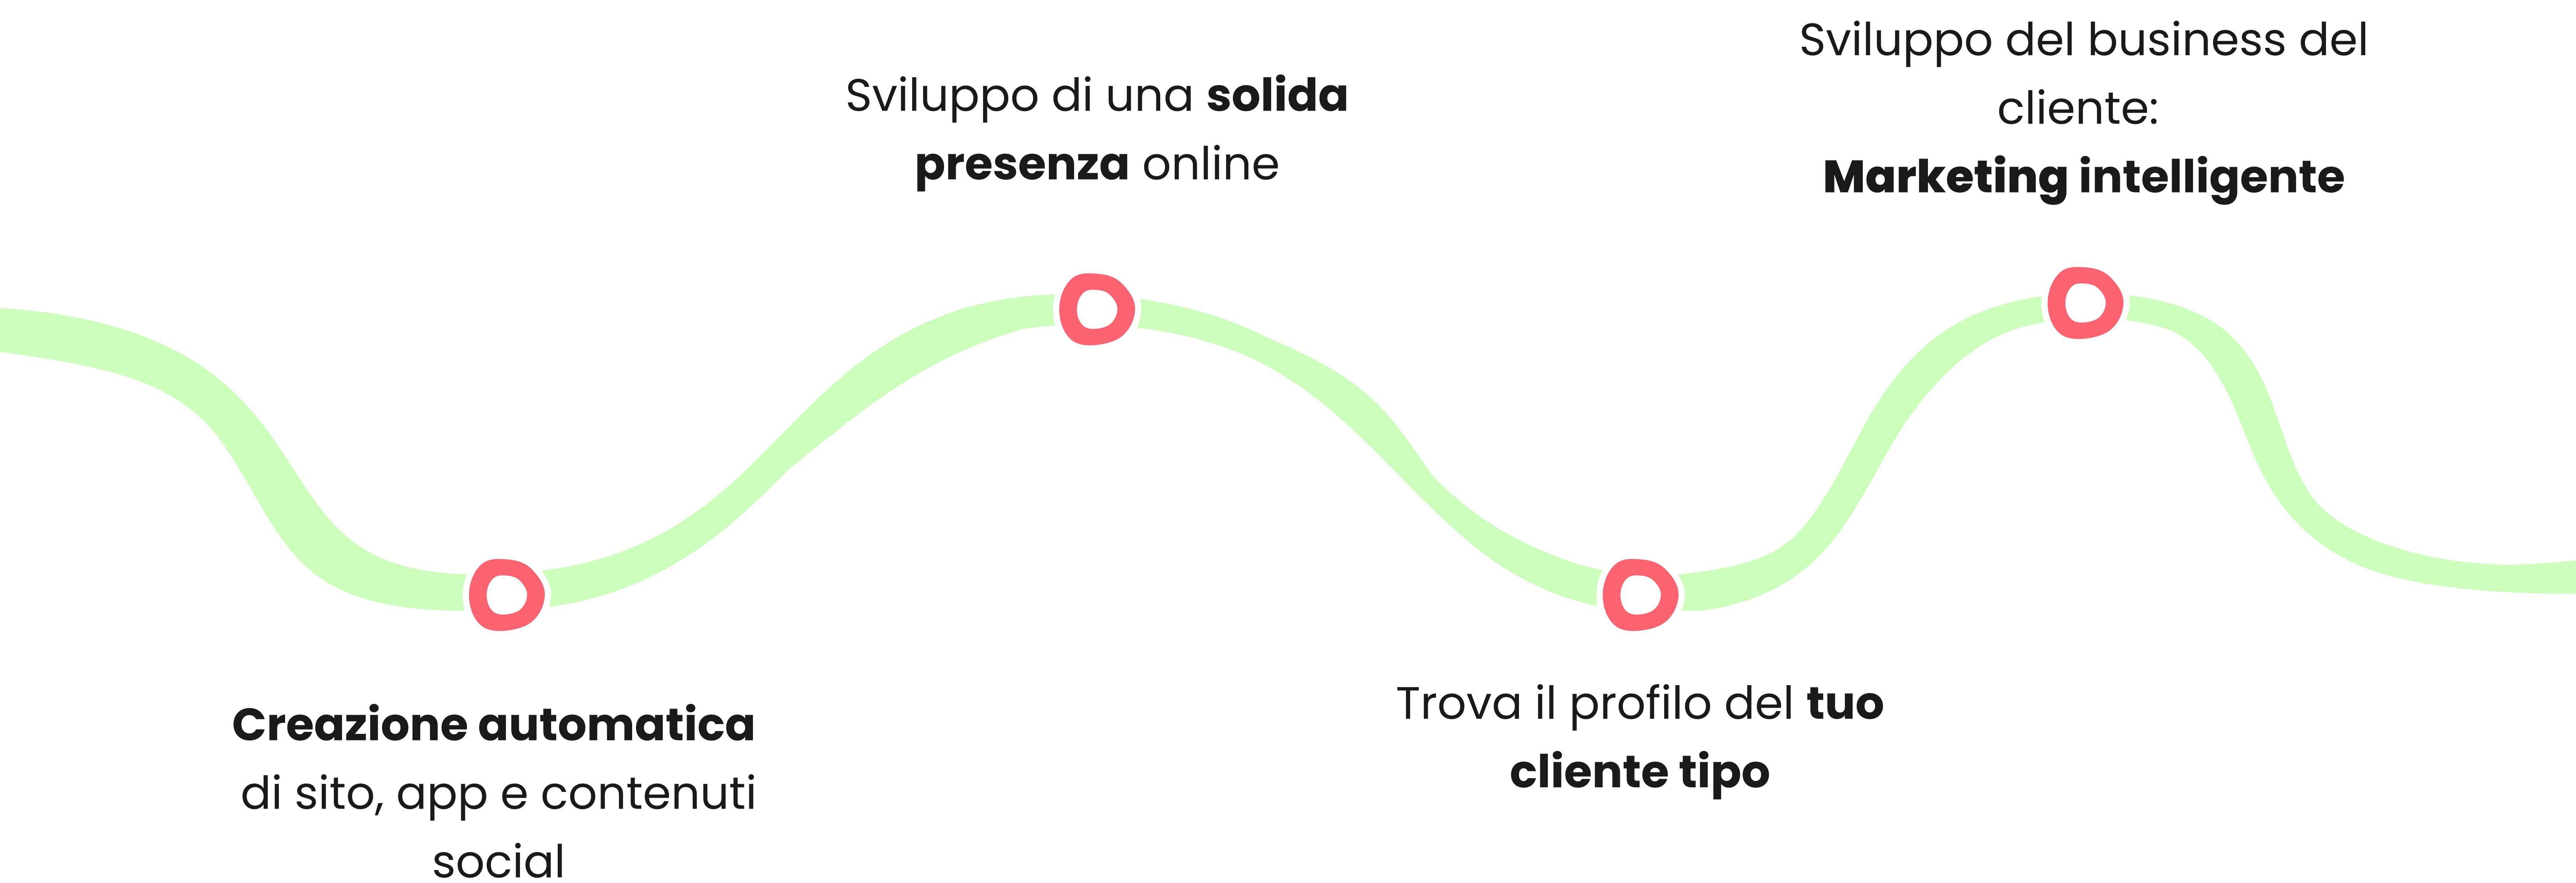 Creazione automatica
di sito, app e contenuti
social
Sviluppo di una solida
presenza online
Trova il profilo del tuo
cliente tipo
Sviluppo del business del
cliente:
Marketing intelligente